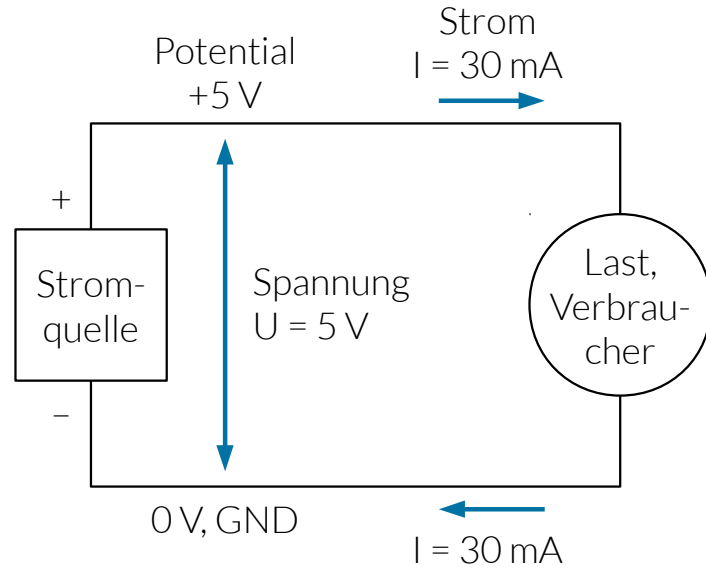 Strom
I = 30 mA
Potential
+5 V
+
Strom-
quelle
–
Spannung
U = 5 V
Last,
Verbrau-
cher
0 V, GND
I = 30 mA